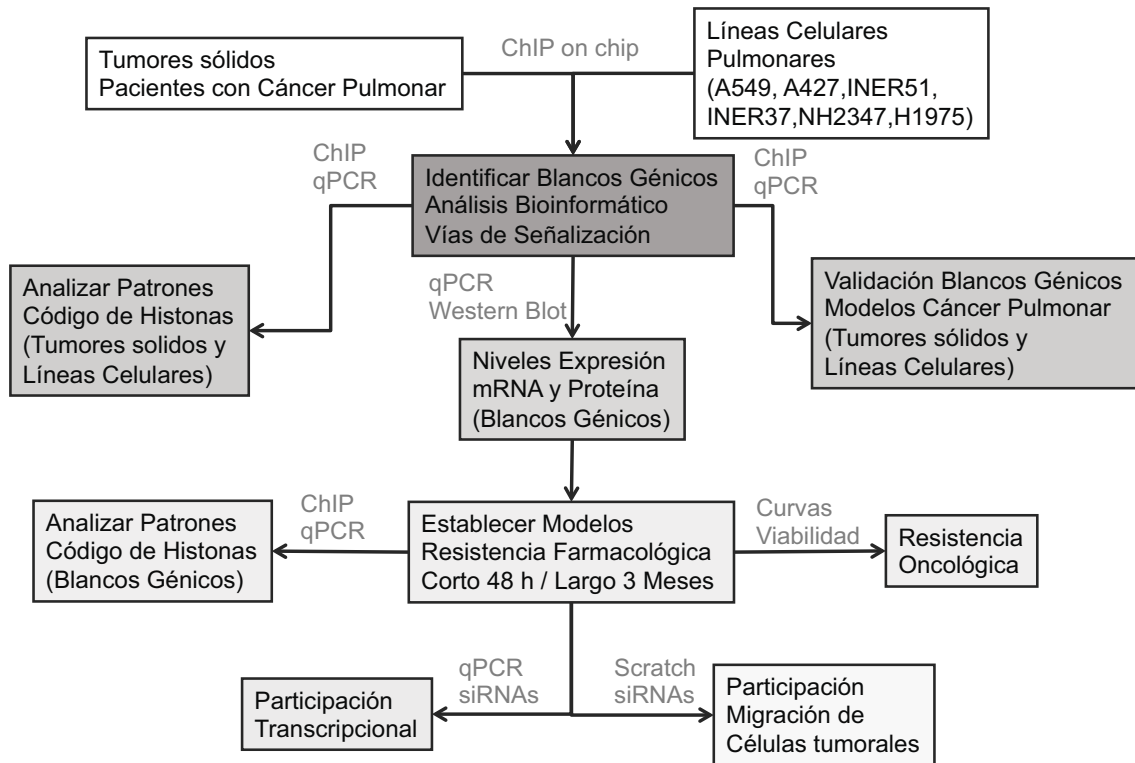 Tumores sólidos
Pacientes con Cáncer Pulmonar
ChIP on chip
Líneas Celulares
Pulmonares
(A549, A427,INER51,
INER37,NH2347,H1975)
ChIP
qPCR
Identificar Blancos Génicos
Análisis Bioinformático
Vías de Señalización
ChIP
qPCR
Analizar Patrones
Código de Histonas
(Tumores solidos y
Líneas Celulares)
qPCR
Western Blot
Validación Blancos Génicos
Modelos Cáncer Pulmonar
(Tumores sólidos y
Líneas Celulares)
Niveles Expresión
mRNA y Proteína
(Blancos Génicos)
Analizar Patrones
Código de Histonas
(Blancos Génicos)
ChIP
qPCR
Establecer Modelos
Resistencia Farmacológica
Corto 48 h / Largo 3 Meses
Curvas
Viabilidad
Resistencia
Oncológica
Participación
Transcripcional
qPCR
siRNAs
Scratch
siRNAs
Participación
Migración de
Células tumorales